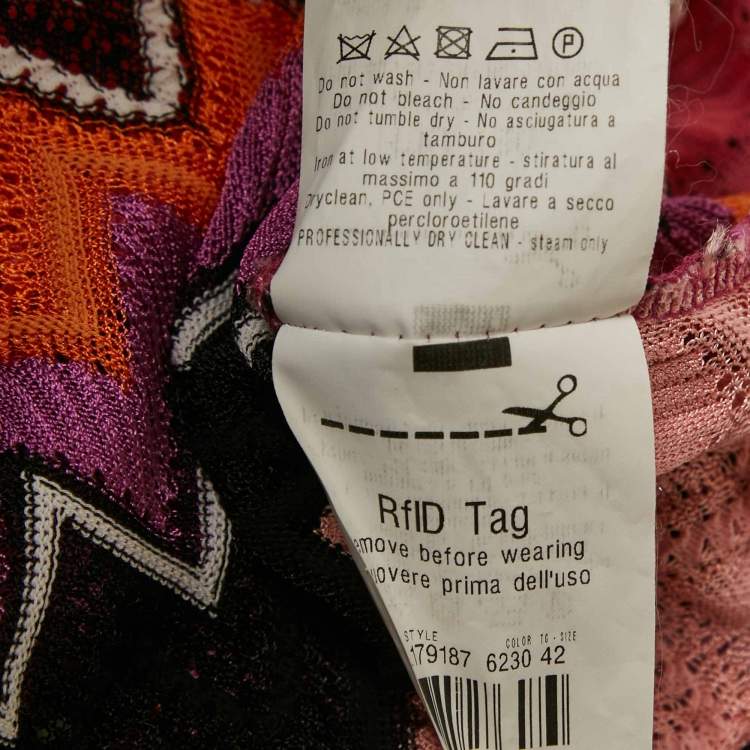 P
Do not wash - Non lavare con acqua
Do not bleach - No candeggio
Do not tumble dry - No asciugatura a
tamburo
Iron at low temperature - stiratura al
massimo a 110 gradi
Dryclean, PCE only - Lavare a secco
percloroetilene
PROFESSIONALLY DRY CLEAN - steam only
RfID Tag
emove before wearing
uovere prima dell'uso
STYLE COLOR TG - SIZE
179187 6230 42